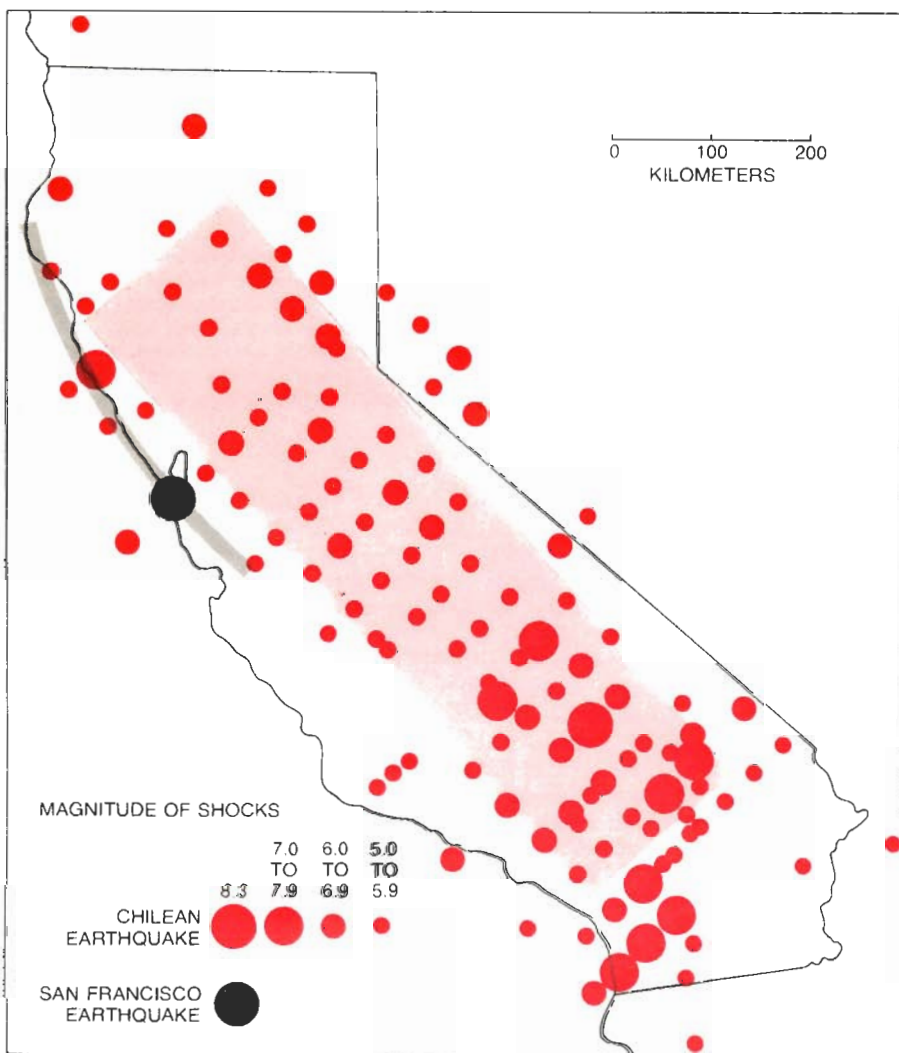 0 100 200
KILOMETERS
MAGNITUDE OF SHOCKS
7.0 6.0 5.0
TO TO TO
8.3 7.9 6.9 5.9
CHILEAN
EARTHQUAKE
SAN FRANCISCO
EARTHQUAKE